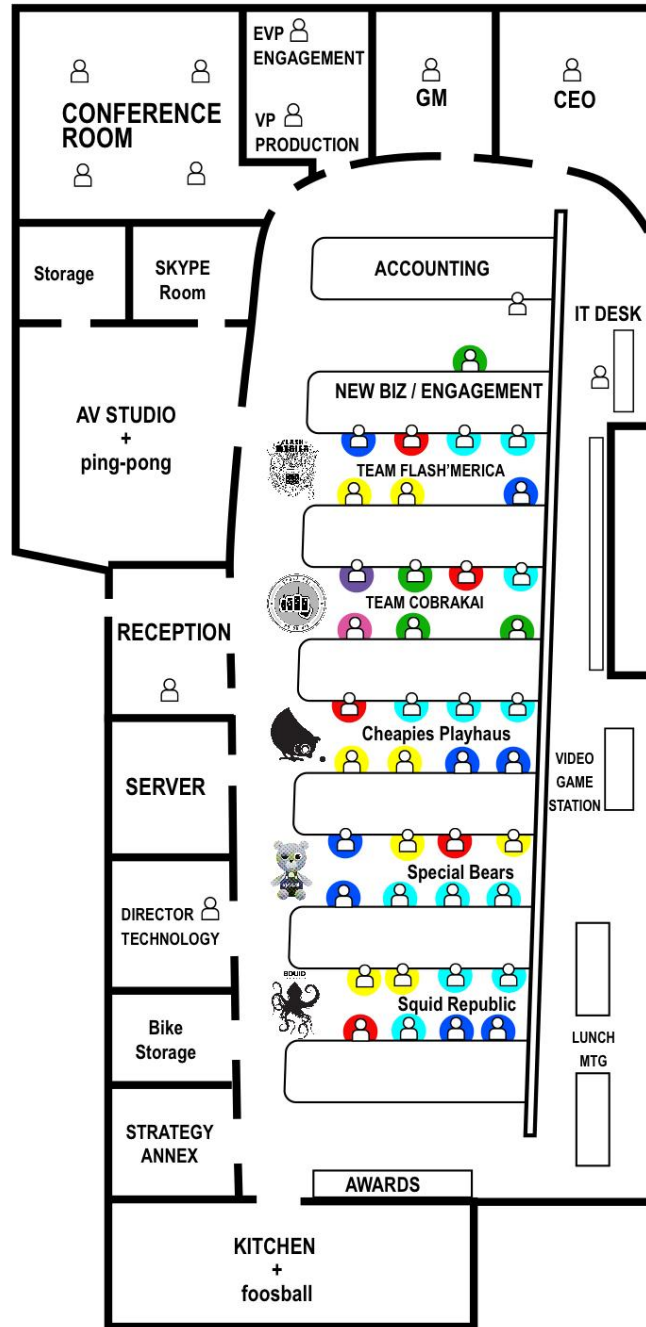 EVP
ENGAGEMENT
VP
PRODUCTION
GM
CEO
CONFERENCE
ROOM
Storage
SKYPE
Room
ACCOUNTING
IT DESK
NEW BIZ / ENGAGEMENT
AV STUDIO
+
ping-pong
TEAM FLASH'MERICA
TEAM COBRAKAI
RECEPTION
Cheapies Playhaus
VIDEO
GAME
STATION
SERVER
Special Bears
DIRECTOR
TECHNOLOGY
Squid Republic
Bike
Storage
LUNCH
MTG
STRATEGY
ANNEX
AWARDS
KITCHEN
+
foosball